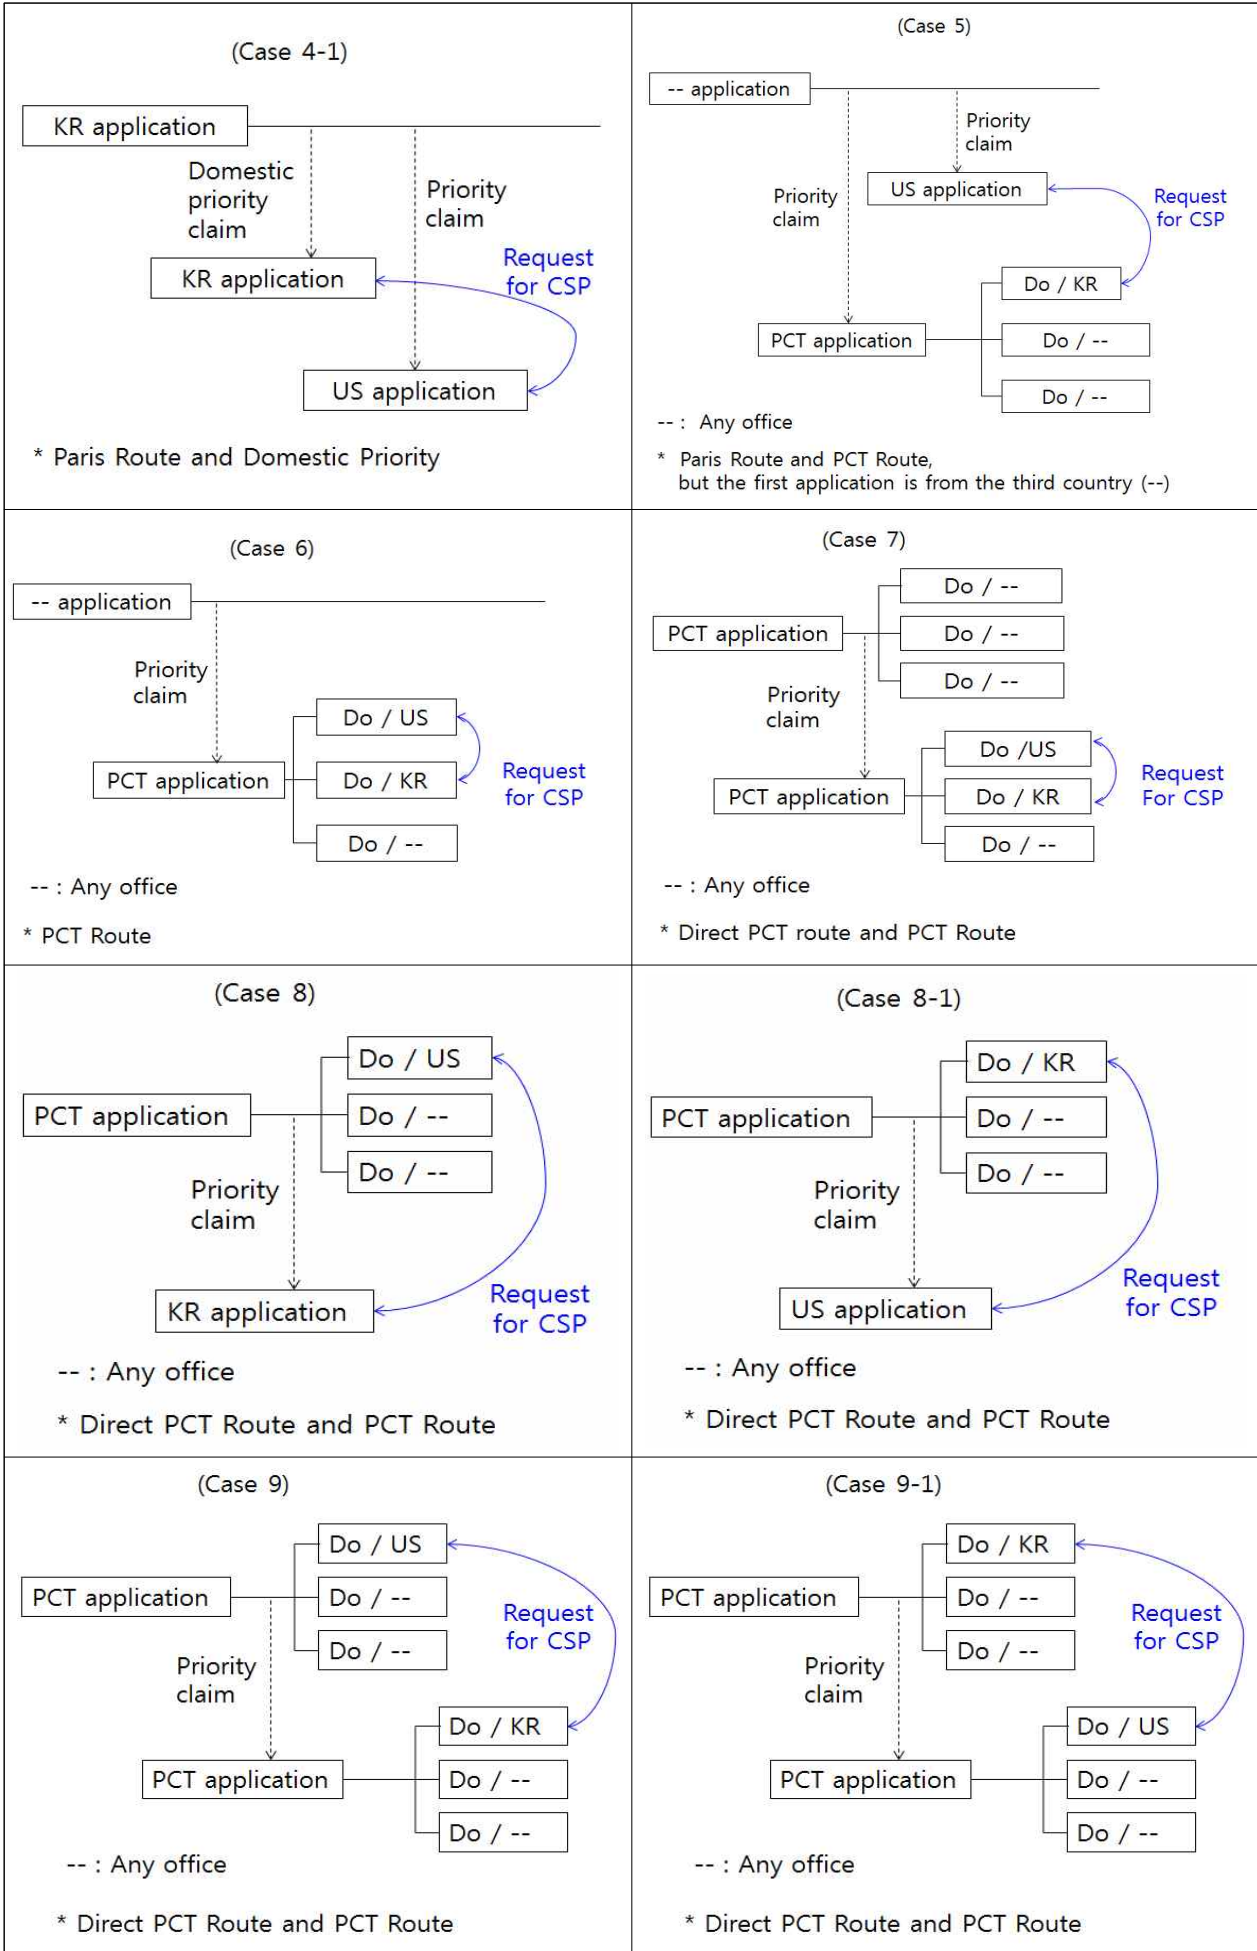 (Case 4-1)
KR application
Domestic
priority
claim
Priority
claim
KR application
Request
for CSP
US application
* Paris Route and Domestic Priority
(Case 5)
-- application
Priority
claim
Priority
claim
US application
Request
for CSP
Do / KR
PCT application
Do / --
Do / --
-- : Any office
* Paris Route and PCT Route,
but the first application is from the third country (--)
(Case 6)
-- application
Priority
claim
Do / US
PCT application
Do / KR
Request
for CSP
Do / --
-- : Any office
* PCT Route
(Case 7)
Do / --
PCT application
Do / --
Do / --
Priority
claim
Do /US
PCT application
Do / KR
Request
For CSP
Do / --
-- : Any office
* Direct PCT route and PCT Route
(Case 8)
Do / US
PCT application
Do / --
Do / --
Priority
claim
KR application
Request
for CSP
-- : Any office
* Direct PCT Route and PCT Route
(Case 8-1)
Do / KR
PCT application
Do / --
Do / --
Priority
claim
US application
Request
for CSP
-- : Any office
* Direct PCT Route and PCT Route
(Case 9)
Do / US
PCT application
Do / --
Do / --
Request
for CSP
Priority
claim
Do / KR
PCT application
Do / --
Do / --
-- : Any office
* Direct PCT Route and PCT Route
(Case 9-1)
Do / KR
PCT application
Do / --
Do / --
Request
for CSP
Priority
claim
Do / US
PCT application
Do / --
Do / --
-- : Any office
* Direct PCT Route and PCT Route